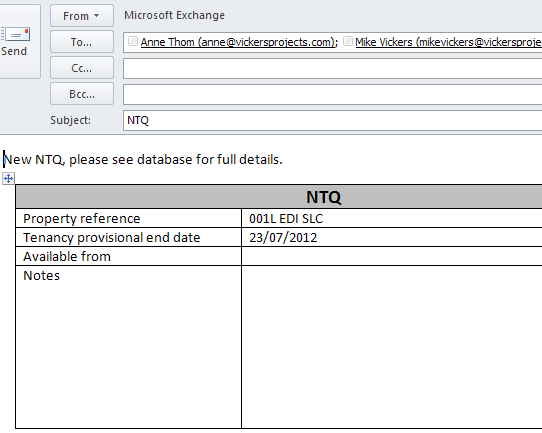 From
Microsoft Exchange
Send
To...
Anne Thom (anne@vickersprojects.com); Mike Vickers (mikevickers@vickersproje
Cc...
Bcc...
Subject:
NTQ
New NTQ, please see database for full details.
NTQ
Property reference 001L EDI SLC
Tenancy provisional end date 23/07/2012
Available from
Notes